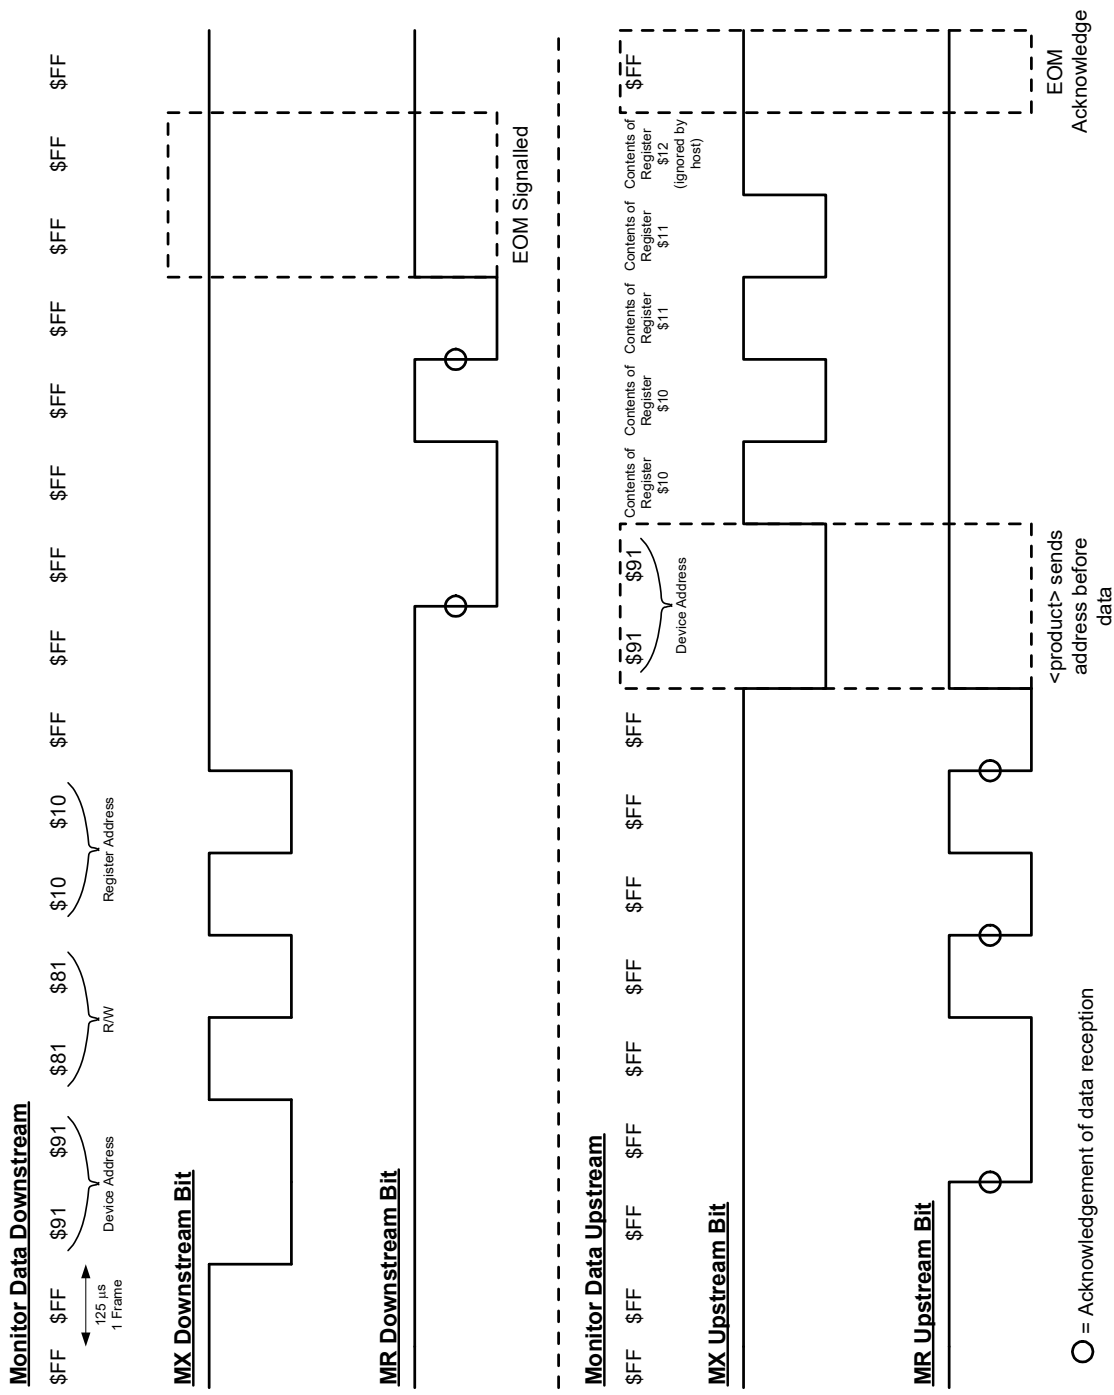 Monitor Data Downstream
$FF $FF $91 $91 $81 $81 $10 $10 $FF $FF $FF $FF $FF $FF $FF $FF $FF
125 µs
1 Frame
Device Address
R/W
Register Address
MX Downstream Bit
MR Downstream Bit
EOM Signalled
Monitor Data Upstream
$FF $FF $FF $FF $FF $FF $FF $FF $FF $91 $91
Device Address
Contents of
Register
$10
Contents of
Register
$10
Contents of
Register
$11
Contents of
Register
$11
Contents of
Register
$12
(ignored by
host)
$FF
MX Upstream Bit
MR Upstream Bit
<product> sends
address before
data
EOM
Acknowledge
= Acknowledgement of data reception